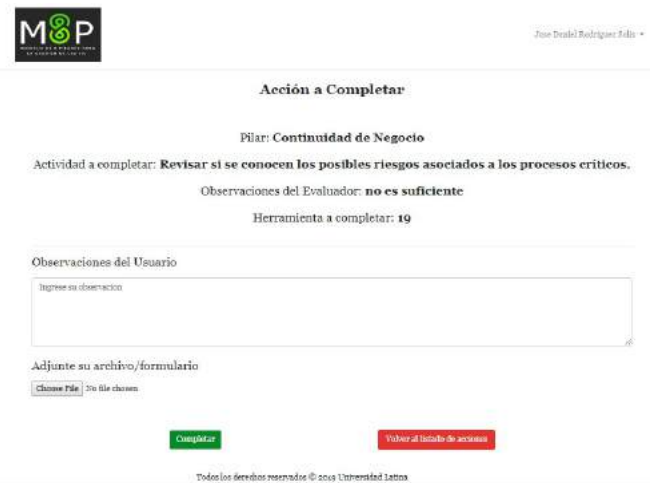 M8P
Jose Daniel Rodríguez Solís
Acción a Completar
Pilar: Continuidad de Negocio
Actividad a completar: Revisar si se conocen los posibles riesgos asociados a los procesos críticos.
Observaciones del Evaluador: no es suficiente
Herramienta a completar: 19
Observaciones del Usuario
Ingrese su observacion
Adjunte su archivo/formulario
Choose File No file chosen
Completar
Volver al listado de acciones
Todos los derechos reservados © 2019 Universidad Latina